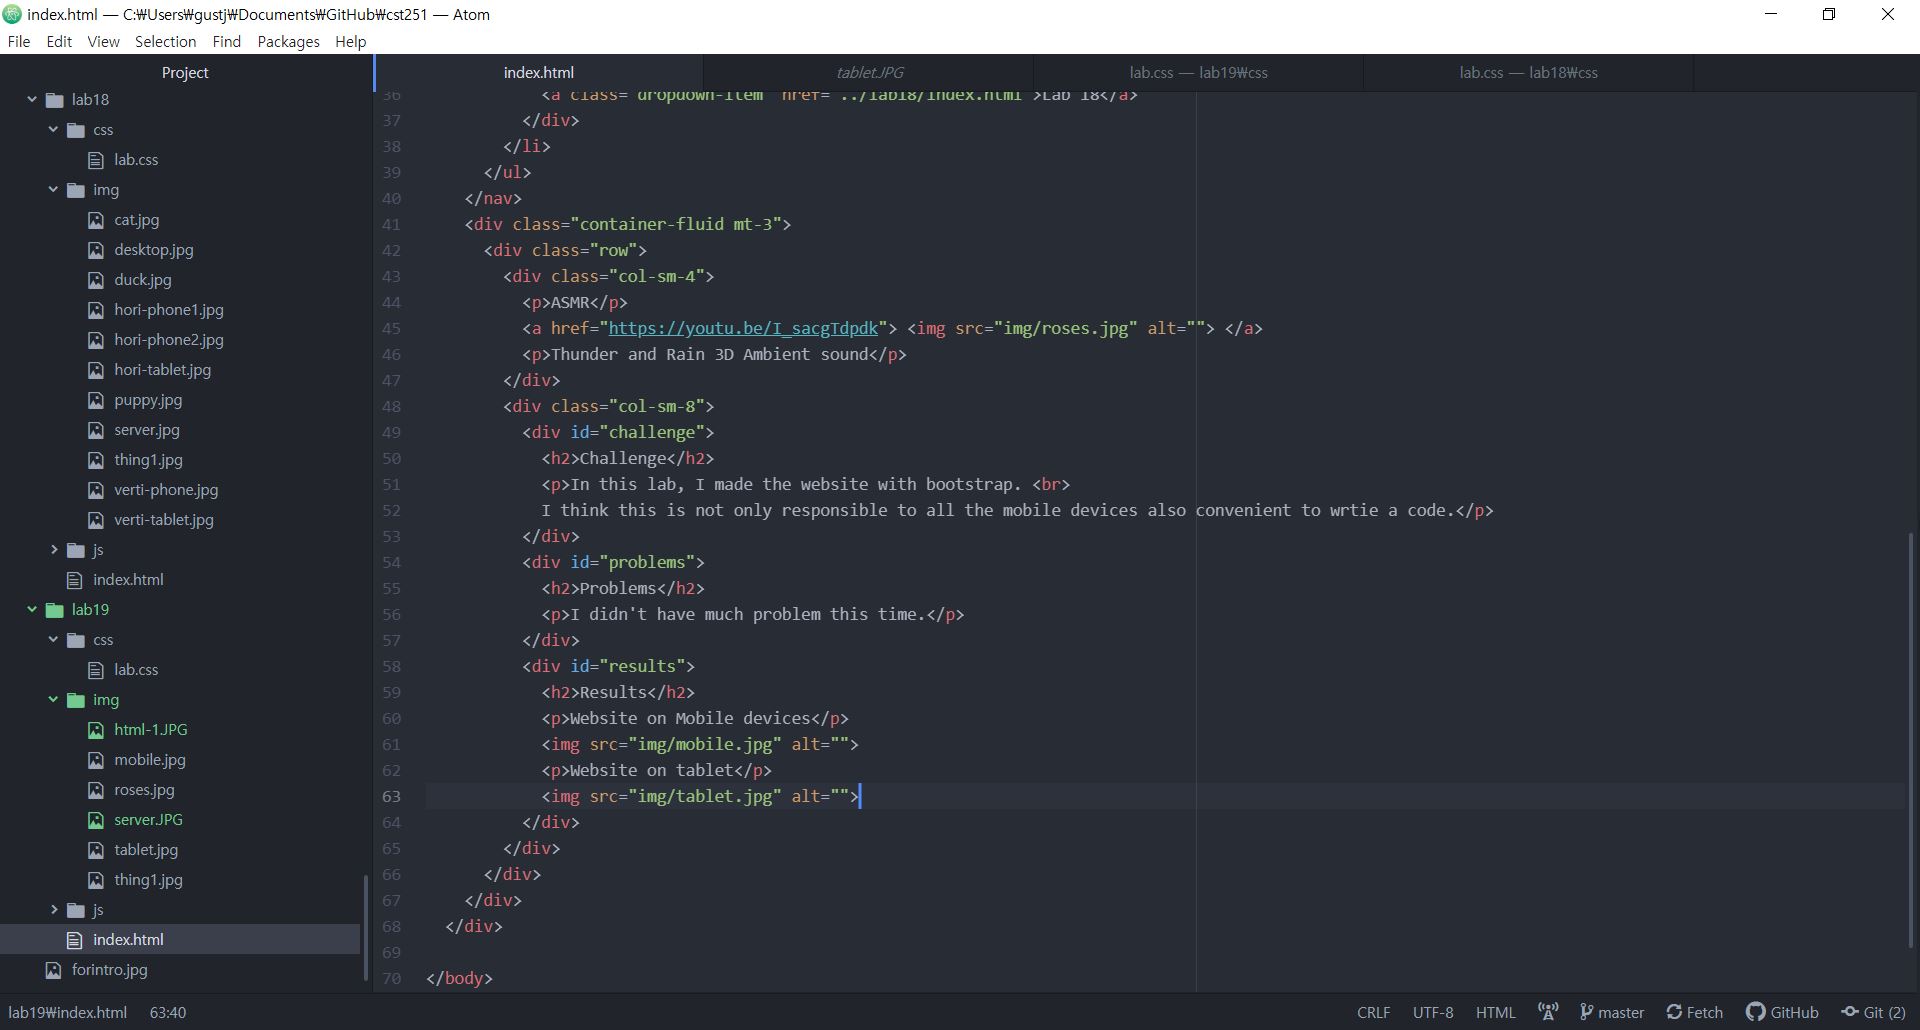 index.html — C:₩Users₩gustj₩Documents₩GitHub₩cst251 — Atom
File Edit View Selection Find Packages Help
Project
lab18
css
lab.css
img
cat.jpg
desktop.jpg
duck.jpg
hori-phone1.jpg
hori-phone2.jpg
hori-tablet.jpg
puppy.jpg
server.jpg
thing1.jpg
verti-phone.jpg
verti-tablet.jpg
js
index.html
lab19
css
lab.css
img
html-1.JPG
mobile.jpg
roses.jpg
server.JPG
tablet.jpg
thing1.jpg
js
index.html
forintro.jpg
index.html tablet.JPG lab.css — lab19₩css lab.css — lab18₩css
36 <a class="dropdown-item" href="../lab18/index.html">Lab 18</a>
37 </div>
38 </li>
39 </ul>
40 </nav>
41 <div class="container-fluid mt-3">
42 <div class="row">
43 <div class="col-sm-4">
44 <p>ASMR</p>
45 <a href="https://youtu.be/I_sacgTdpdk"> <img src="img/roses.jpg" alt=""> </a>
46 <p>Thunder and Rain 3D Ambient sound</p>
47 </div>
48 <div class="col-sm-8">
49 <div id="challenge">
50 <h2>Challenge</h2>
51 <p>In this lab, I made the website with bootstrap. <br>
52 I think this is not only responsible to all the mobile devices also convenient to wrtie a code.</p>
53 </div>
54 <div id="problems">
55 <h2>Problems</h2>
56 <p>I didn't have much problem this time.</p>
57 </div>
58 <div id="results">
59 <h2>Results</h2>
60 <p>Website on Mobile devices</p>
61 <img src="img/mobile.jpg" alt="">
62 <p>Website on tablet</p>
63 <img src="img/tablet.jpg" alt="">
64 </div>
65 </div>
66 </div>
67 </div>
68 </div>
69
70 </body>
lab19₩index.html 63:40 CRLF UTF-8 HTML master Fetch GitHub Git (2)